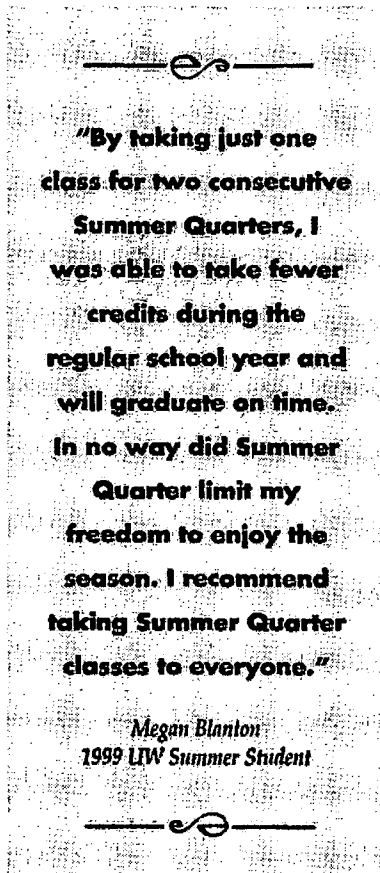 "By taking just one
class for two consecutive
Summer Quarters, I
was able to take fewer
credits during the
regular school year and
will graduate on time.
In no way did Summer
Quarter limit my
freedom to enjoy the
season. I recommend
taking Summer Quarter
classes to everyone."
Megan Blanton
1999 UW Summer Student